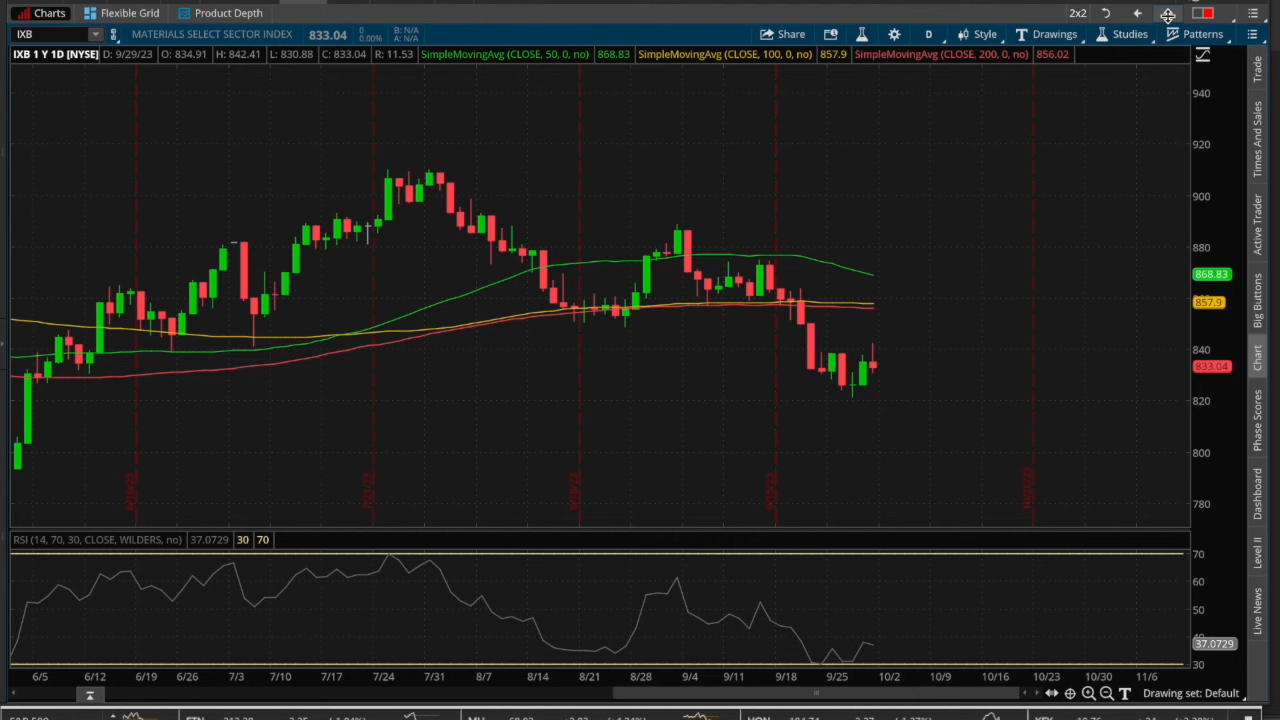 Charts Flexible Grid Product Depth 2x2
IXB MATERIALS SELECT SECTOR INDEX 833.04 0 0.00% B: N/A A: N/A Share D Style Drawings Studies Patterns
IXB 1 Y 1D [NYSE] D: 9/29/23 O: 834.91 H: 842.41 L: 830.88 C: 833.04 R: 11.53 SimpleMovingAvg (CLOSE, 50, 0, no) 868.83 SimpleMovingAvg (CLOSE, 100, 0, no) 857.9 SimpleMovingAvg (CLOSE, 200, 0, no) 856.02
940
920
900
880
868.83
857.9
840
833.04
820
800
780
Trade
Times And Sales
Active Trader
Big Buttons
Chart
Phase Scores
Dashboard
Level II
Live News
RSI (14, 70, 30, CLOSE, WILDERS, no) 37.0729 30 70
70
60
50
37.0729
30
6/5 6/12 6/19 6/26 7/3 7/10 7/17 7/24 7/31 8/7 8/14 8/21 8/28 9/4 9/11 9/18 9/25 10/2 10/9 10/16 10/23 10/30 11/6
Drawing set: Default